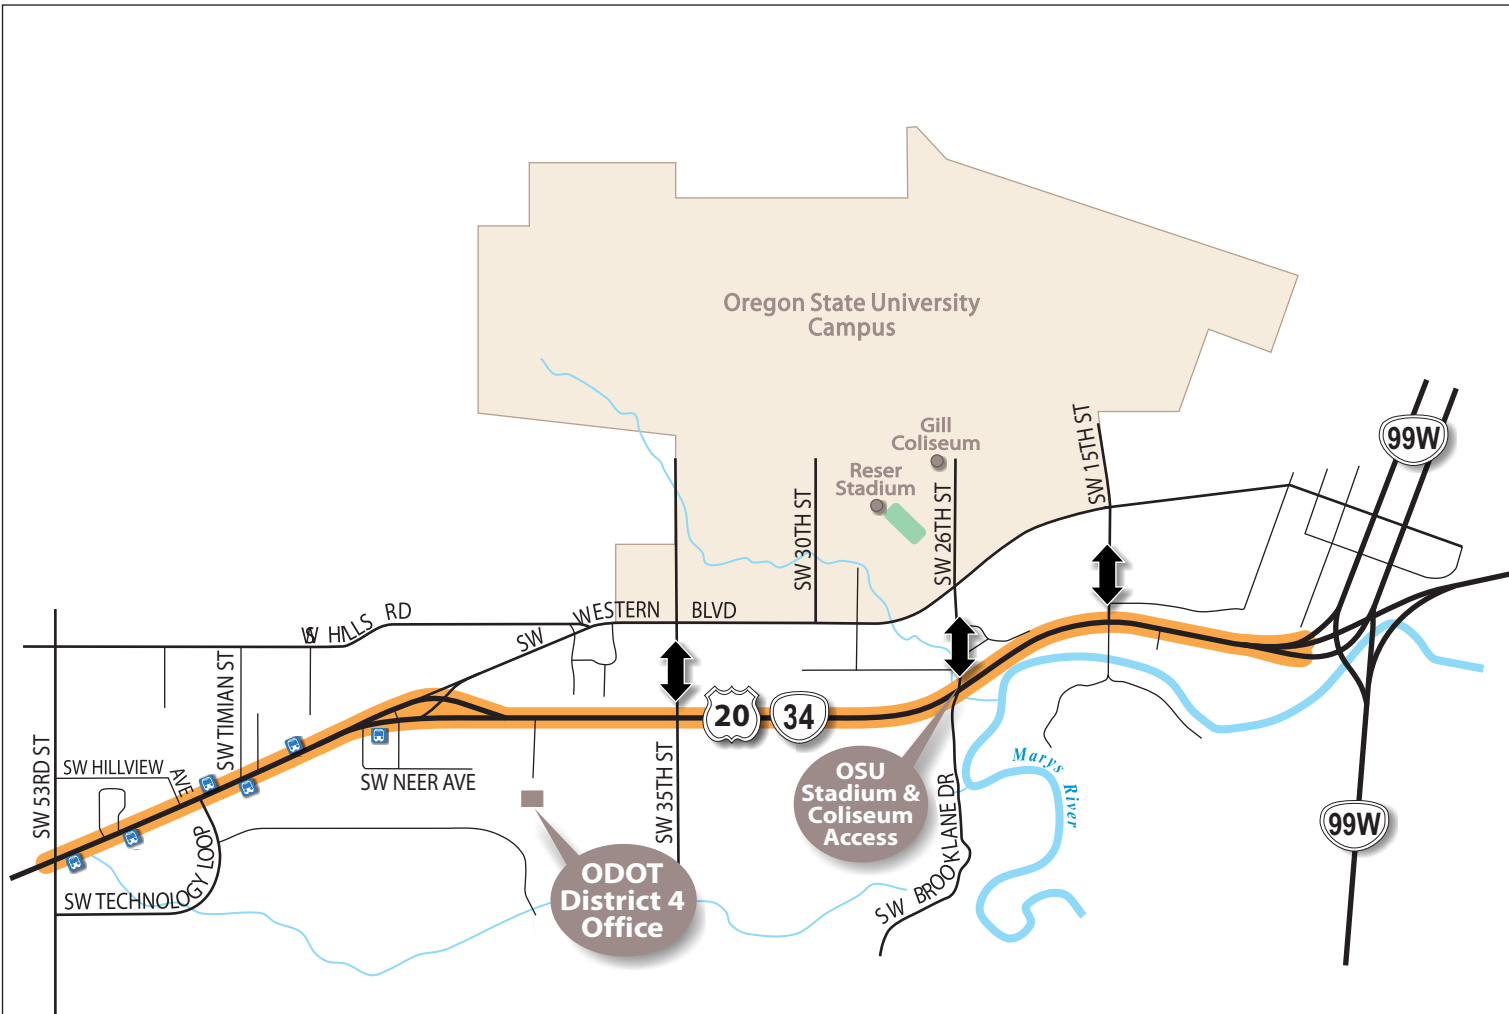 Oregon State University
Campus
Gill
Coliseum
Reser
Stadium
SW 15TH ST
99W
SW 30TH ST
SW 26TH ST
W HILLS RD
SW WESTERN BLVD
SW TIMIAN ST
SW 53RD ST
SW HILLVIEW AVE
SW NEER AVE
SW 35TH ST
20
34
OSU
Stadium &
Coliseum
Access
Marys River
SW BROOKLANE DR
99W
SW TECHNOLOGY LOOP
ODOT
District 4
Office